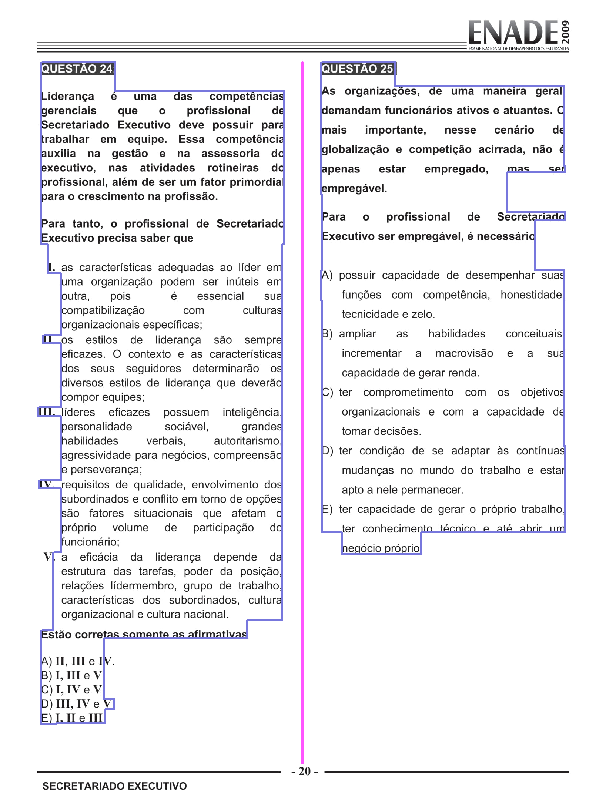 ENADE 2009
EXAME NACIONAL DE DESEMPENHO DOS ESTUDANTES
QUESTÃO 24
Liderança é uma das competências
gerenciais que o profissional de
Secretariado Executivo deve possuir para
trabalhar em equipe. Essa competência
auxilia na gestão e na assessoria do
executivo, nas atividades rotineiras do
profissional, além de ser um fator primordial
para o crescimento na profissão.
Para tanto, o profissional de Secretariado
Executivo precisa saber que
I. as características adequadas ao líder em
uma organização podem ser inúteis em
outra, pois é essencial sua
compatibilização com culturas
organizacionais específicas;
II. os estilos de liderança são sempre
eficazes. O contexto e as características
dos seus seguidores determinarão os
diversos estilos de liderança que deverão
compor equipes;
III. líderes eficazes possuem inteligência,
personalidade sociável, grandes
habilidades verbais, autoritarismo,
agressividade para negócios, compreensão
e perseverança;
IV. requisitos de qualidade, envolvimento dos
subordinados e conflito em torno de opções
são fatores situacionais que afetam o
próprio volume de participação do
funcionário;
V. a eficácia da liderança depende da
estrutura das tarefas, poder da posição,
relações lídermembro, grupo de trabalho,
características dos subordinados, cultura
organizacional e cultura nacional.
Estão corretas somente as afirmativas
A) II, III e IV.
B) I, III e V
C) I, IV e V
D) III, IV e V
E) I, II e III
QUESTÃO 25
As organizações, de uma maneira geral,
demandam funcionários ativos e atuantes. O
mais importante, nesse cenário de
globalização e competição acirrada, não é
apenas estar empregado, mas ser
empregável.
Para o profissional de Secretariado
Executivo ser empregável, é necessário
A) possuir capacidade de desempenhar suas
funções com competência, honestidade,
tecnicidade e zelo.
B) ampliar as habilidades conceituais,
incrementar a macrovisão e a sua
capacidade de gerar renda.
C) ter comprometimento com os objetivos
organizacionais e com a capacidade de
tomar decisões.
D) ter condição de se adaptar às contínuas
mudanças no mundo do trabalho e estar
apto a nele permanecer.
E) ter capacidade de gerar o próprio trabalho,
ter conhecimento técnico e até abrir um
negócio próprio
- 20 -
SECRETARIADO EXECUTIVO